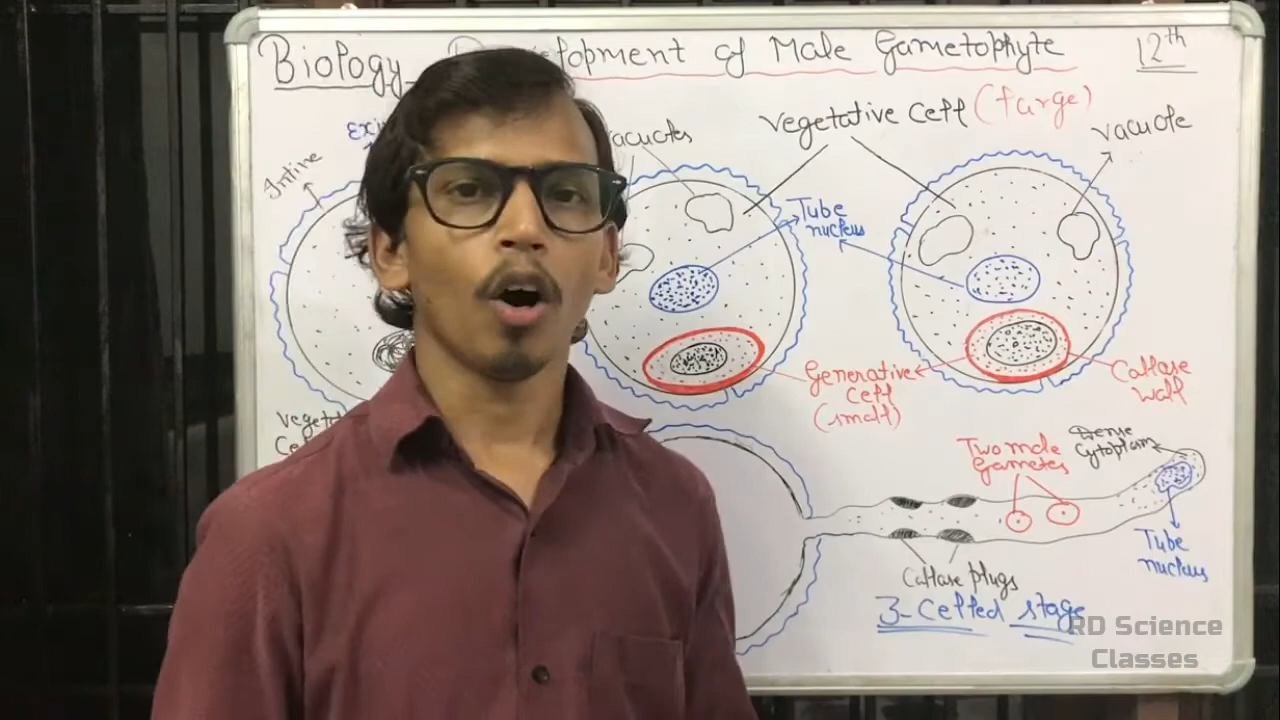 Biology
Development of Male Gametophyte
12th
Intine
vacuoles
Vegetative cell (large)
vacuole
Tube
nucleus
Generative
cell
(small)
Callose
wall
Two male
gametes
Dense
Cytoplasm
Callose plugs
Tube
nucleus
3-celled stage
RD Science
Classes